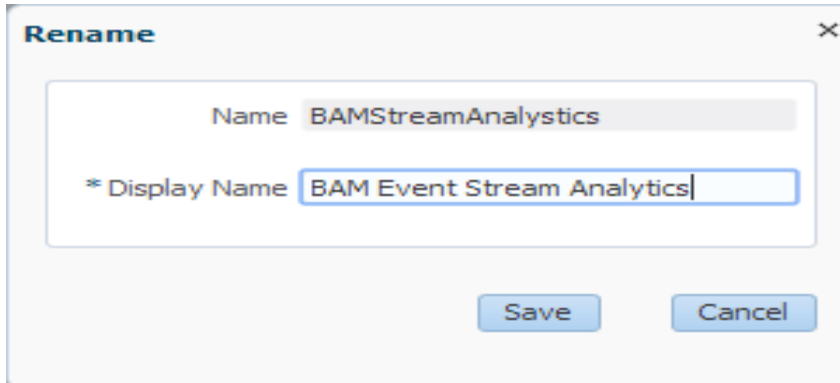 Rename
Name BAMStreamAnalystics
* Display Name BAM Event Stream Analytics
Save Cancel